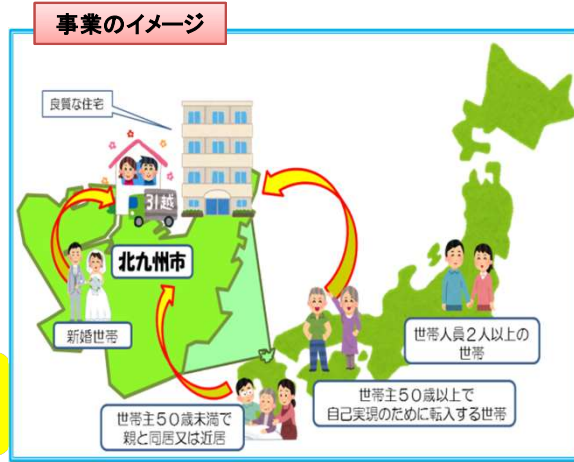 事業のイメージ
良質な住宅
引越
北九州市
新婚世帯
世帯人員2人以上の
世帯
世帯主50歳以上で
自己実現のために転入する世帯
世帯主50歳未満で
親と同居又は近居